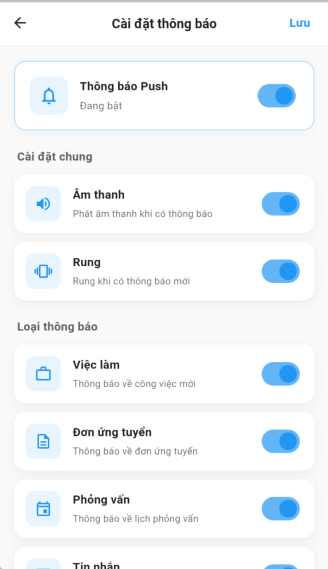 Cài đặt thông báo
Lưu
Thông báo Push
Đang bật
Cài đặt chung
Âm thanh
Phát âm thanh khi có thông báo
Rung
Rung khi có thông báo mới
Loại thông báo
Việc làm
Thông báo về công việc mới
Đơn ứng tuyển
Thông báo về đơn ứng tuyển
Phỏng vấn
Thông báo về lịch phỏng vấn
Tin nhắn